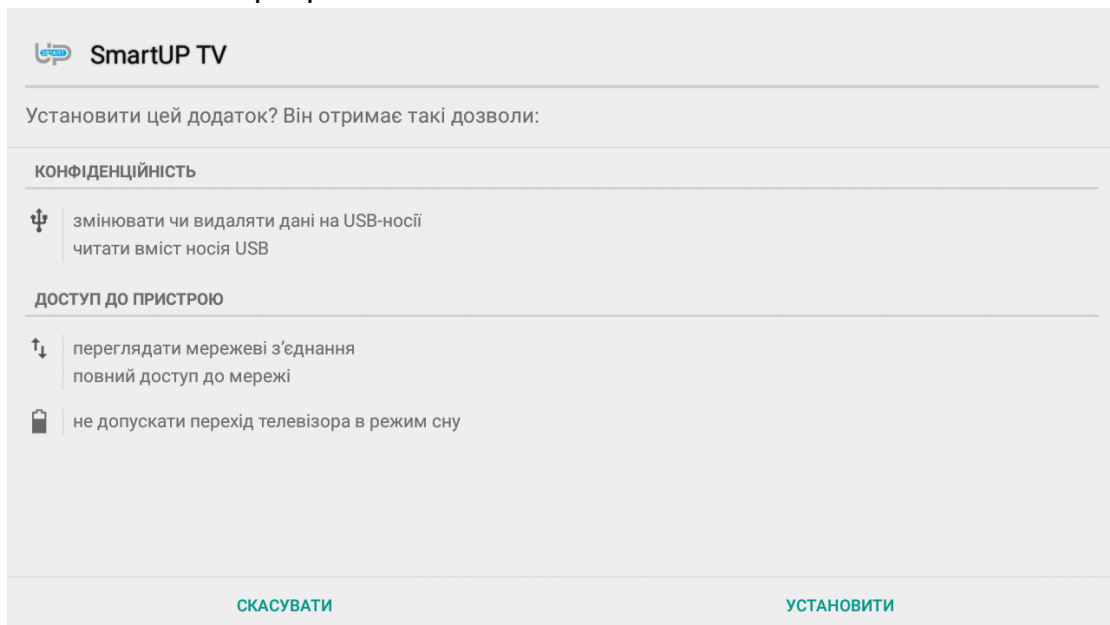 SmartUP TV
Установити цей додаток? Він отримає такі дозволи:
КОНФІДЕНЦІЙНІСТЬ
змінювати чи видаляти дані на USB-носії
читати вміст носія USB
ДОСТУП ДО ПРИСТРОЮ
переглядати мережеві з’єднання
повний доступ до мережі
не допускати перехід телевізора в режим сну
СКАСУВАТИ
УСТАНОВИТИ